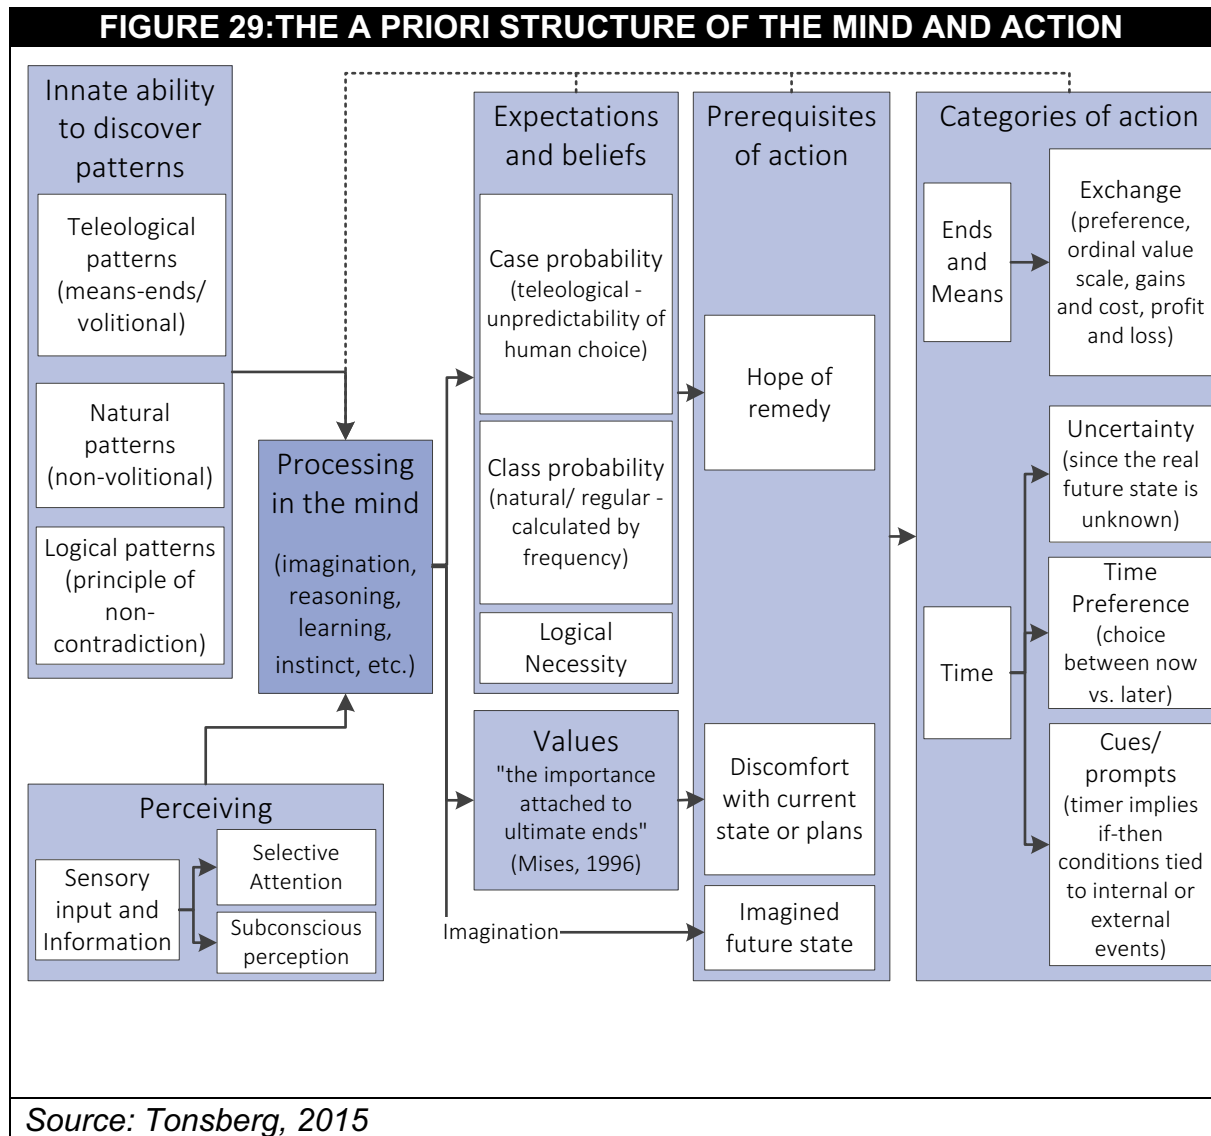 FIGURE 29:THE A PRIORI STRUCTURE OF THE MIND AND ACTION
Innate ability
to discover
patterns
Teleological
patterns
(means-ends/
volitional)
Natural
patterns
(non-volitional)
Logical patterns
(principle of
non-
contradiction)
Perceiving
Sensory
input and
Information
Selective
Attention
Subconscious
perception
Processing
in the mind
(imagination,
reasoning,
learning,
instinct, etc.)
Expectations
and beliefs
Case probability
(teleological -
unpredictability of
human choice)
Class probability
(natural/ regular -
calculated by
frequency)
Logical
Necessity
Values
"the importance
attached to
ultimate ends"
(Mises, 1996)
Imagination
Prerequisites
of action
Hope of
remedy
Discomfort
with current
state or plans
Imagined
future state
Categories of action
Ends
and
Means
Exchange
(preference,
ordinal value
scale, gains
and cost, profit
and loss)
Time
Uncertainty
(since the real
future state is
unknown)
Time
Preference
(choice
between now
vs. later)
Cues/
prompts
(timer implies
if-then
conditions tied
to internal or
external
events)
Source: Tonsberg, 2015